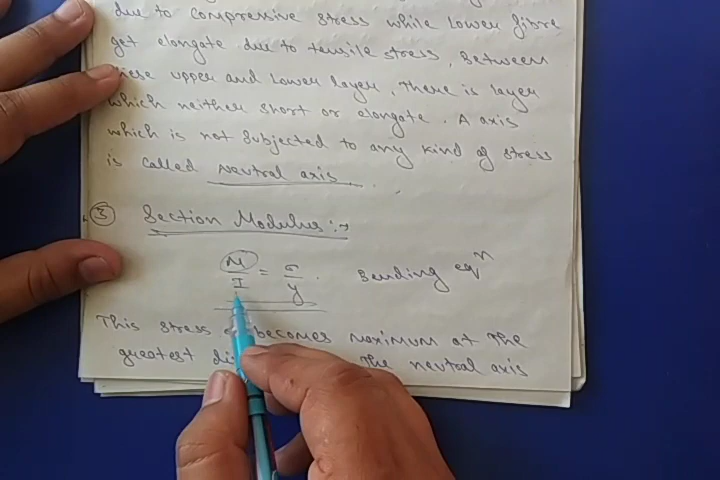 due to compressive stress while lower fibre
get elongate due to tensile stress, Between
these upper and lower layer, There is layer
which neither short or elongate. A axis
which is not subjected to any kind of stress
is called neutral axis
③ Section Modulus:→
M/I = σ/y . Bending eqⁿ
This stress becomes maximum at the
greatest the neutral axis